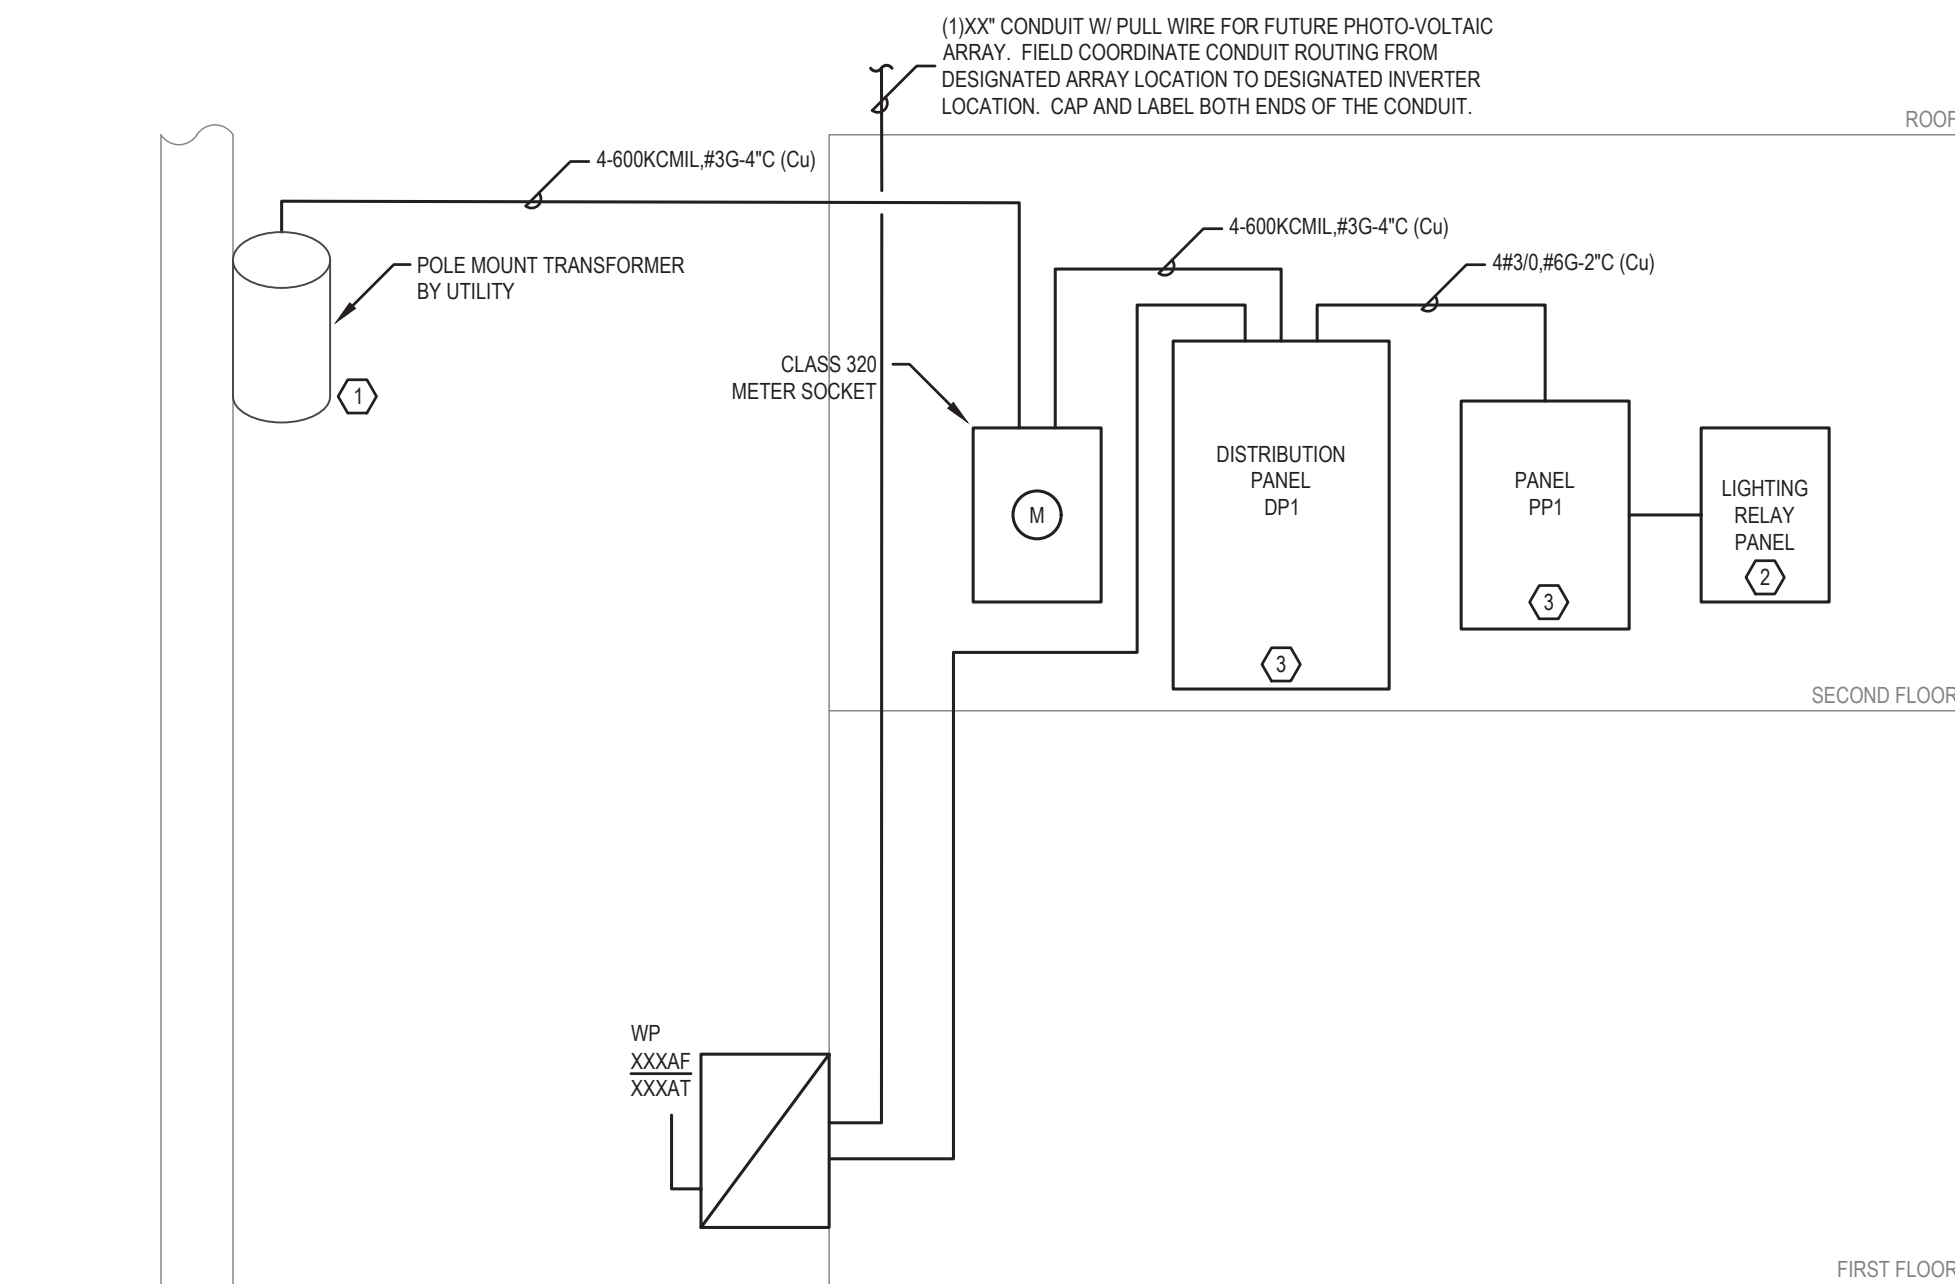 (1)XX" CONDUIT W/ PULL WIRE FOR FUTURE PHOTO-VOLTAIC
ARRAY.  FIELD COORDINATE CONDUIT ROUTING FROM
DESIGNATED ARRAY LOCATION TO DESIGNATED INVERTER
LOCATION.  CAP AND LABEL BOTH ENDS OF THE CONDUIT.
ROOF
4-600KCMIL,#3G-4"C (Cu)
4-600KCMIL,#3G-4"C (Cu)
4#3/0,#6G-2"C (Cu)
POLE MOUNT TRANSFORMER
BY UTILITY
1
CLASS 320
METER SOCKET
M
DISTRIBUTION
PANEL
DP1
3
PANEL
PP1
3
LIGHTING
RELAY
PANEL
2
SECOND FLOOR
WP
XXXAF
XXXAT
FIRST FLOOR